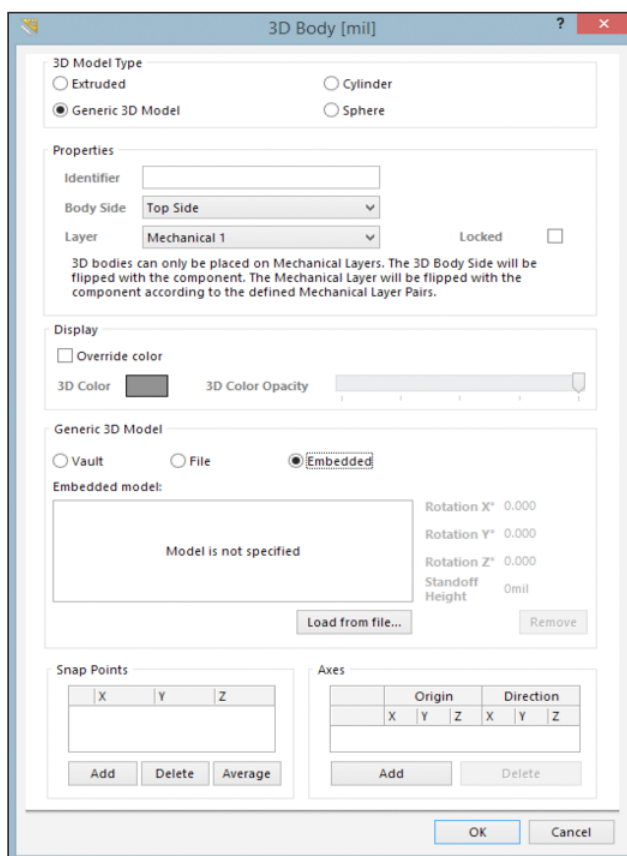 3D Body [mil]
?
3D Model Type
Extruded
Cylinder
Generic 3D Model
Sphere
Properties
Identifier
Body Side
Top Side
Layer
Mechanical 1
Locked
3D bodies can only be placed on Mechanical Layers. The 3D Body Side will be
flipped with the component. The Mechanical Layer will be flipped with the
component according to the defined Mechanical Layer Pairs.
Display
Override color
3D Color
3D Color Opacity
Generic 3D Model
Vault
File
Embedded
Embedded model:
Model is not specified
Rotation X° 0.000
Rotation Y° 0.000
Rotation Z° 0.000
Standoff
Height
0mil
Load from file...
Remove
Snap Points
X Y Z
Add
Delete
Average
Axes
Origin Direction
X Y Z X Y Z
Add
Delete
OK
Cancel